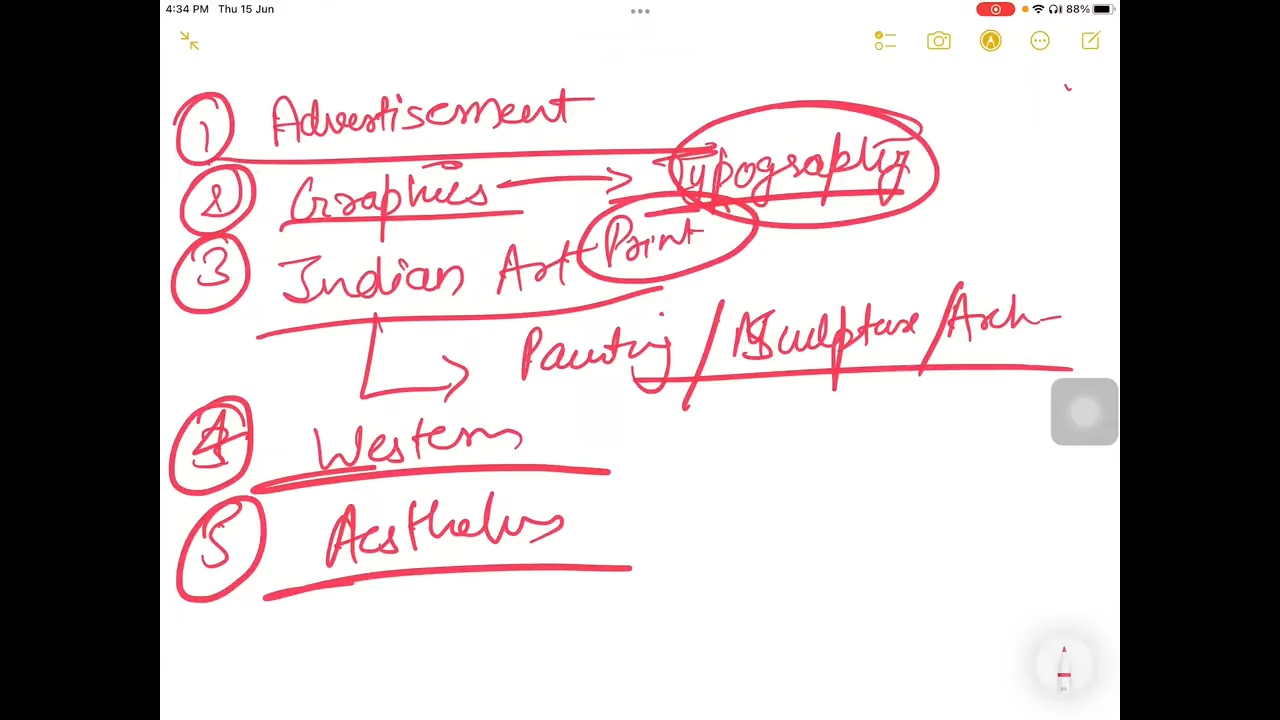 4:34 PM Thu 15 Jun 88%
1 Advertisement
2 Graphics → Typography
Print
3 Indian Art
Painting / Sculpture / Arch-
4 Western
5 Aesthetics